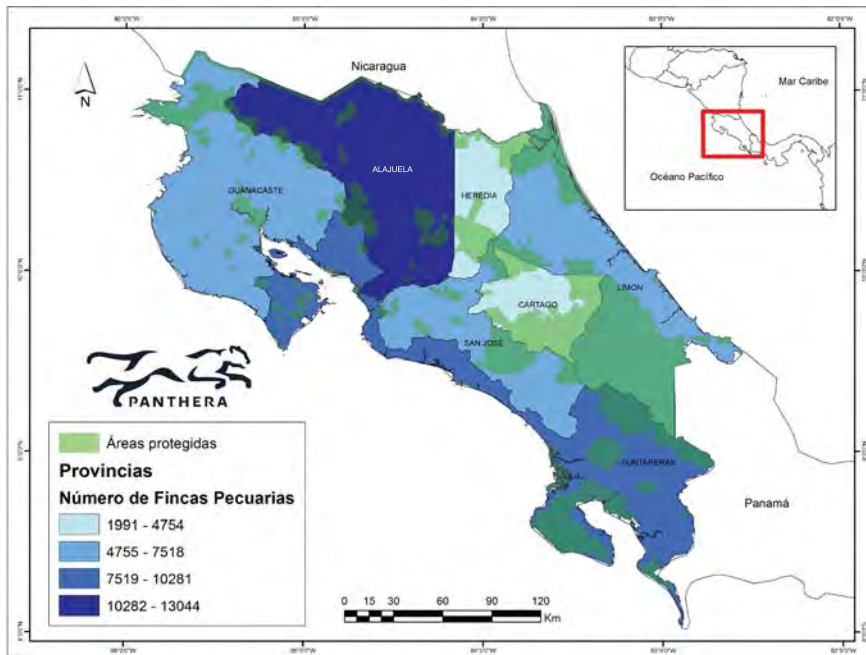 Nicaragua
N
Mar Caribe
Océano Pacífico
ALAJUELA
GUANACASTE
HEREDIA
CARTAGO
LIMON
SAN JOSE
PUNTARENAS
Panamá
PANTHERA
Áreas protegidas
Provincias
Número de Fincas Pecuarias
1991 - 4754
4755 - 7518
7519 - 10281
10282 - 13044
0 15 30 60 90 120
Km